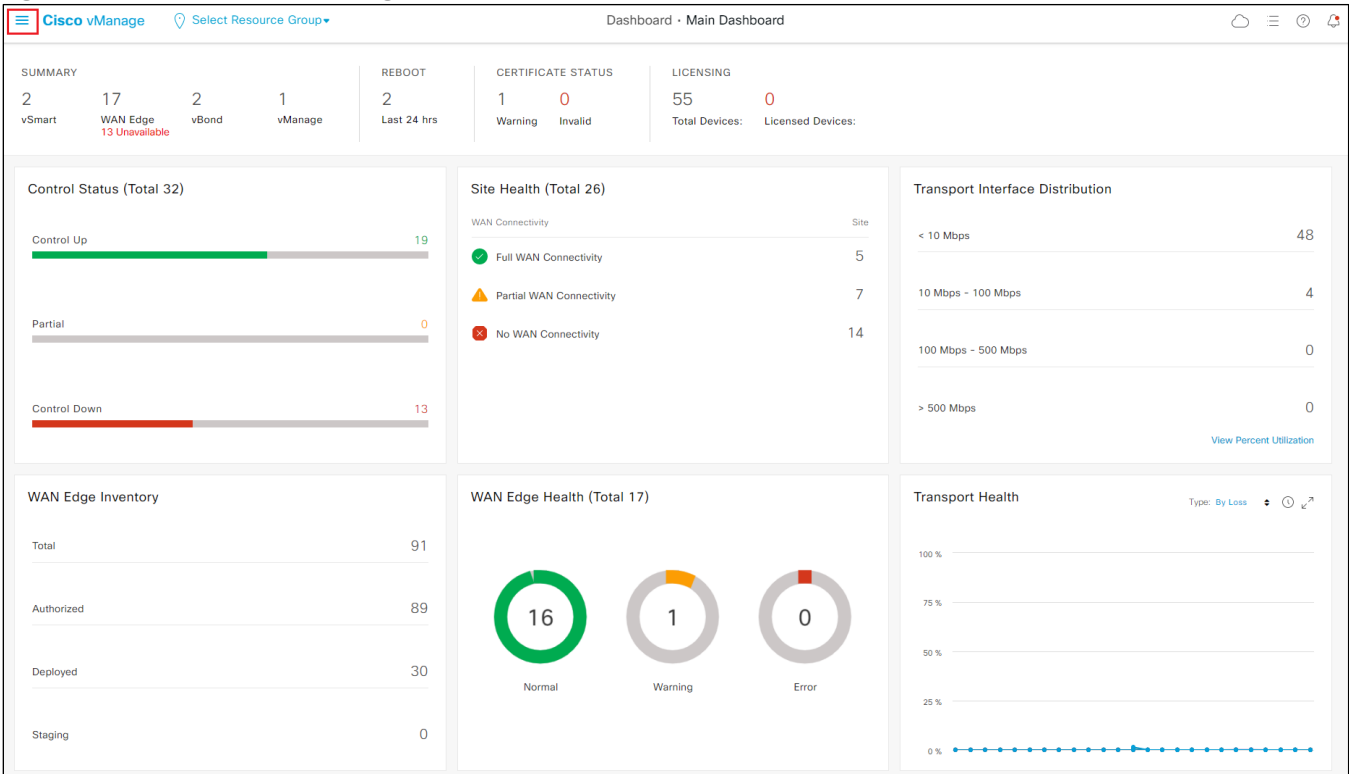 Cisco vManage
Select Resource Group
Dashboard · Main Dashboard
SUMMARY
2
vSmart
17
WAN Edge
13 Unavailable
2
vBond
1
vManage
REBOOT
2
Last 24 hrs
CERTIFICATE STATUS
1
Warning
0
Invalid
LICENSING
55
Total Devices:
0
Licensed Devices:
Control Status (Total 32)
Control Up 19
Partial 0
Control Down 13
Site Health (Total 26)
WAN Connectivity Site
Full WAN Connectivity 5
Partial WAN Connectivity 7
No WAN Connectivity 14
Transport Interface Distribution
< 10 Mbps 48
10 Mbps - 100 Mbps 4
100 Mbps - 500 Mbps 0
> 500 Mbps 0
View Percent Utilization
WAN Edge Inventory
Total 91
Authorized 89
Deployed 30
Staging 0
WAN Edge Health (Total 17)
16
Normal
1
Warning
0
Error
Transport Health
Type: By Loss
100 %
75 %
50 %
25 %
0 %